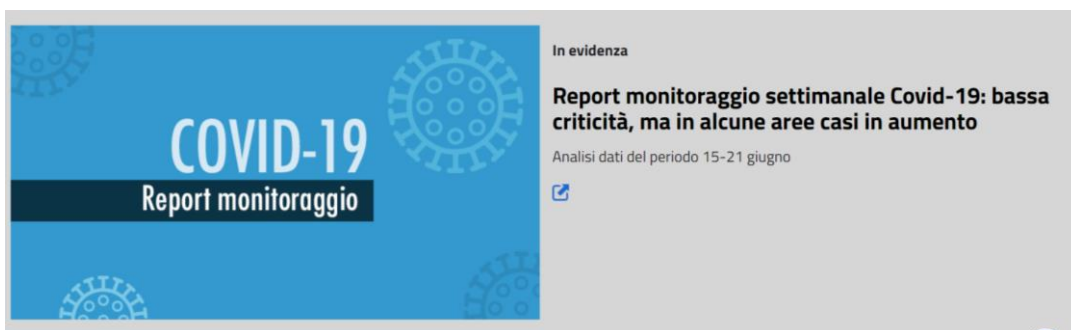 COVID-19
Report monitoraggio
In evidenza
Report monitoraggio settimanale Covid-19: bassa
criticità, ma in alcune aree casi in aumento
Analisi dati del periodo 15-21 giugno